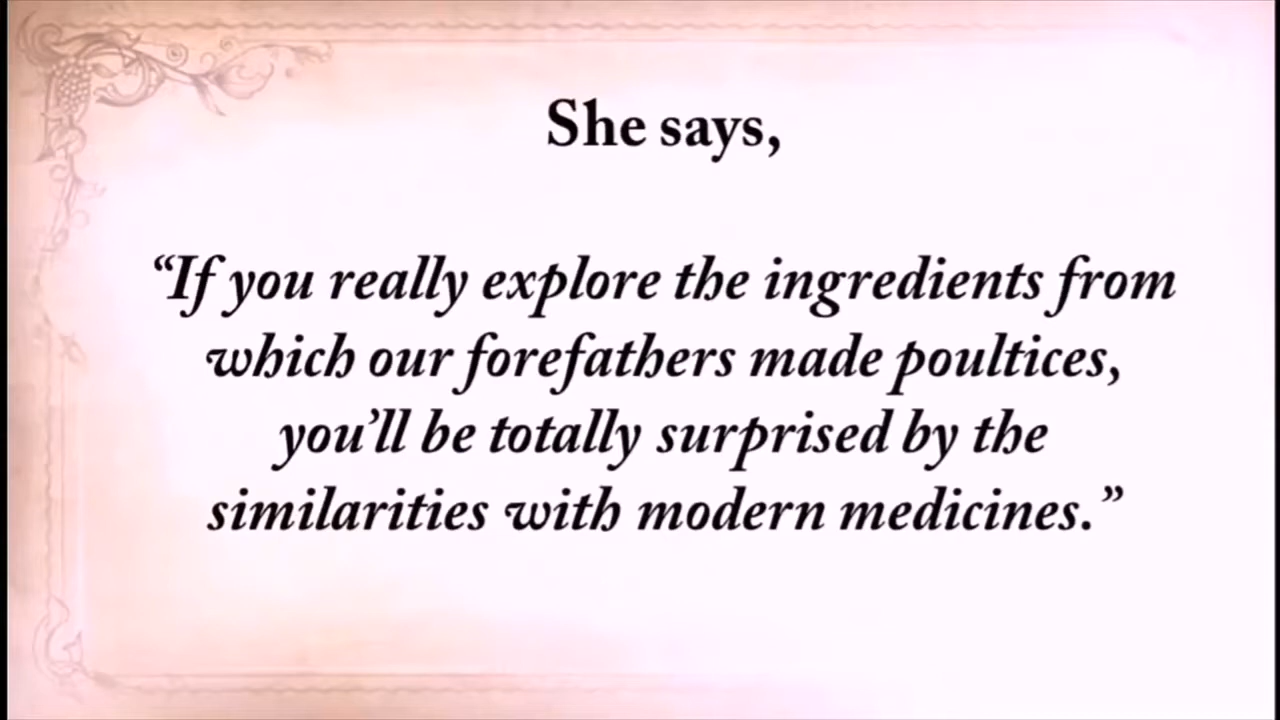 She says,
“If you really explore the ingredients from
which our forefathers made poultices,
you’ll be totally surprised by the
similarities with modern medicines.”